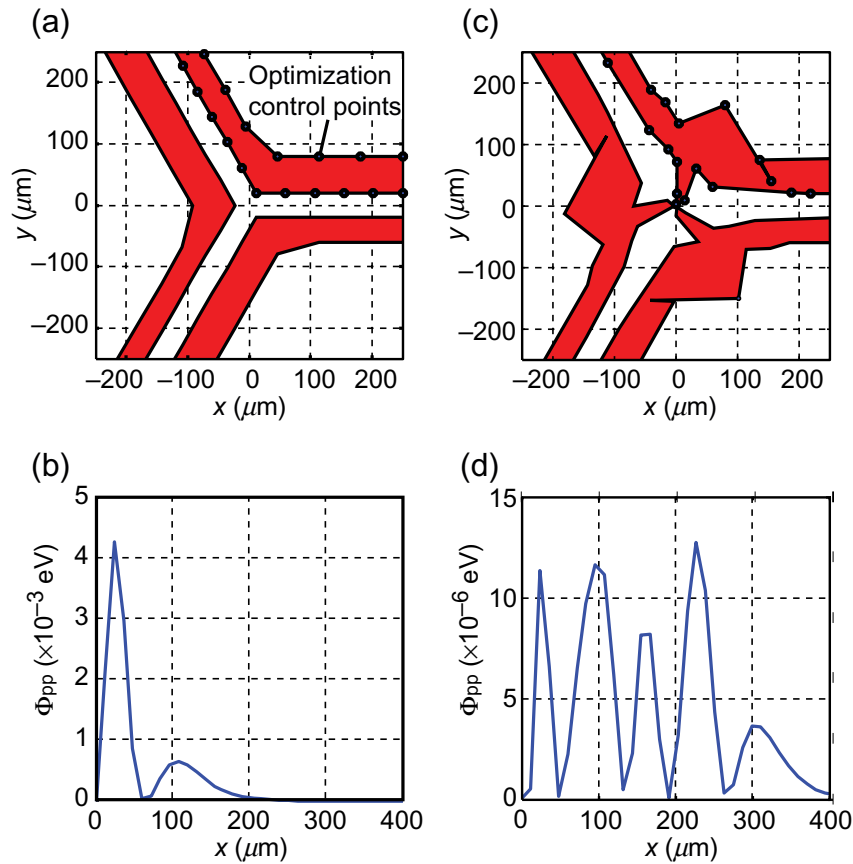 (a)
200
100
0
–100
–200
y (μm)
–200
–100
0
100
200
x (μm)
Optimization
control points
(c)
200
100
0
–100
–200
y (μm)
–200
–100
0
100
200
x (μm)
(b)
5
4
3
2
1
0
Φpp (×10−3 eV)
0
100
200
300
400
x (μm)
(d)
15
10
5
0
Φpp (×10−6 eV)
0
100
200
300
400
x (μm)